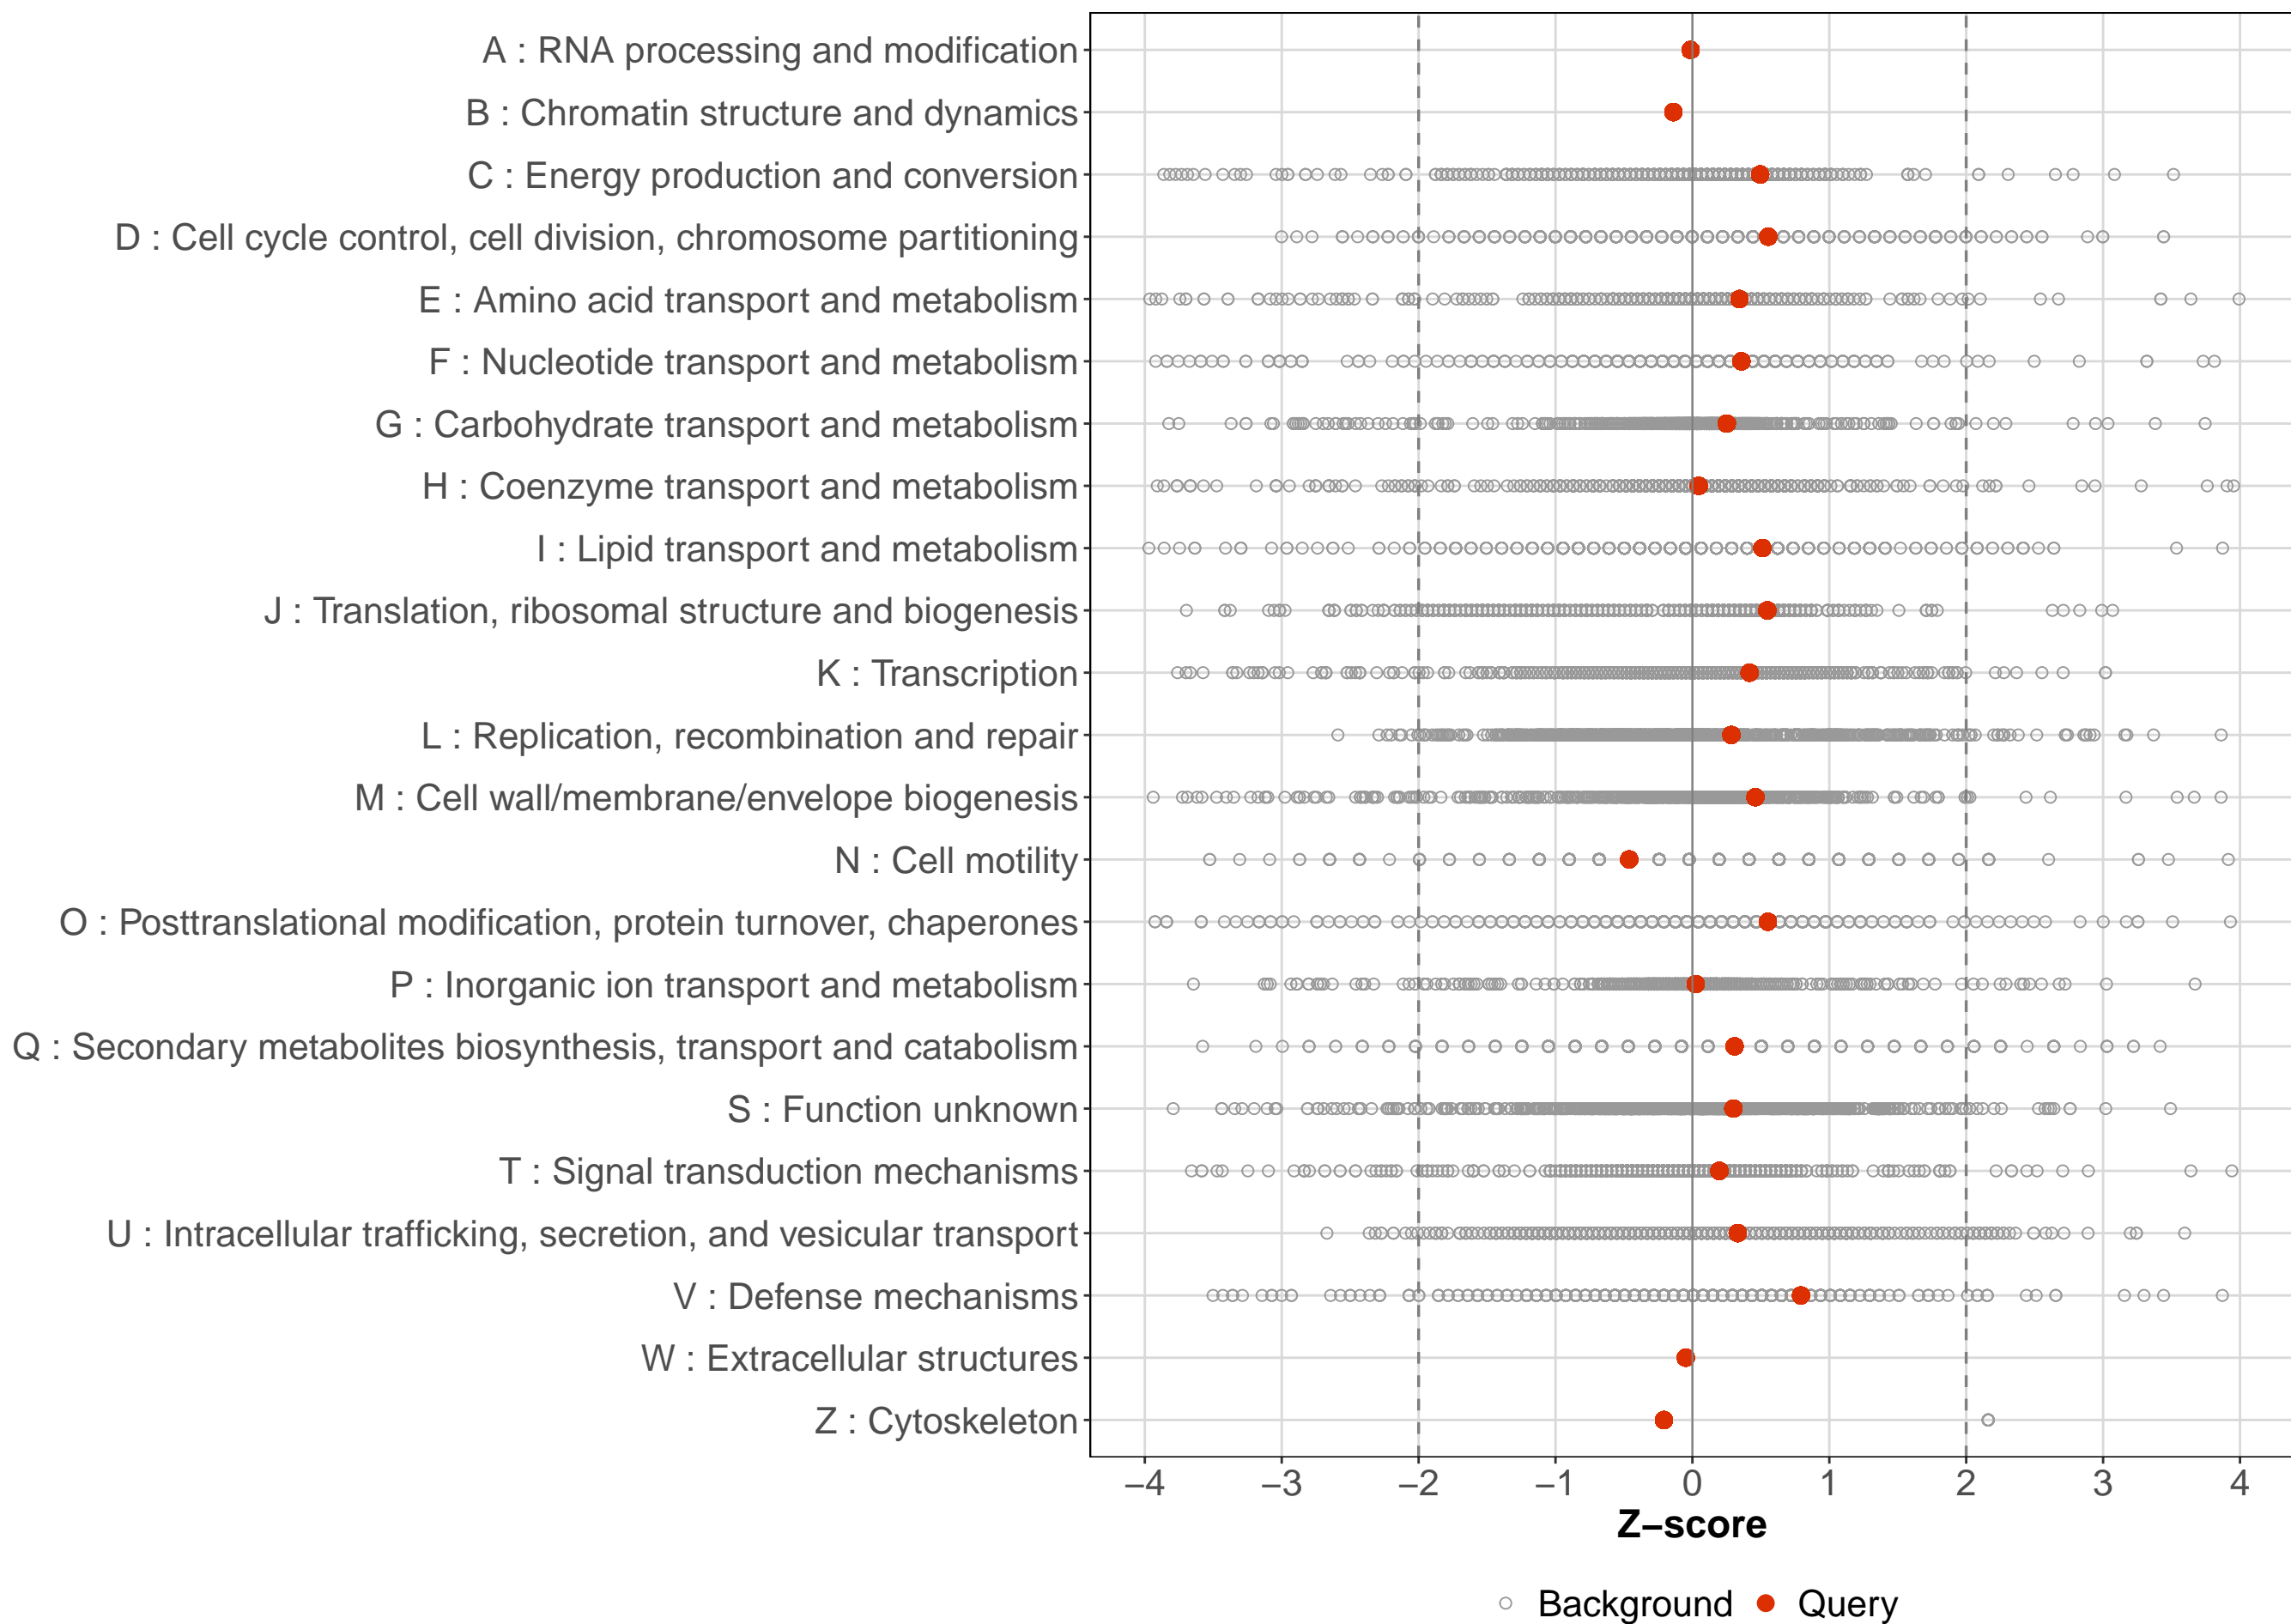 A : RNA processing and modification
B : Chromatin structure and dynamics
C : Energy production and conversion
D : Cell cycle control, cell division, chromosome partitioning
E : Amino acid transport and metabolism
F : Nucleotide transport and metabolism
G : Carbohydrate transport and metabolism
H : Coenzyme transport and metabolism
I : Lipid transport and metabolism
J : Translation, ribosomal structure and biogenesis
K : Transcription
L : Replication, recombination and repair
M : Cell wall/membrane/envelope biogenesis
N : Cell motility
O : Posttranslational modification, protein turnover, chaperones
P : Inorganic ion transport and metabolism
Q : Secondary metabolites biosynthesis, transport and catabolism
S : Function unknown
T : Signal transduction mechanisms
U : Intracellular trafficking, secretion, and vesicular transport
V : Defense mechanisms
W : Extracellular structures
Z : Cytoskeleton
−4 −3 −2 −1 0 1 2 3 4
Z−score
Background Query